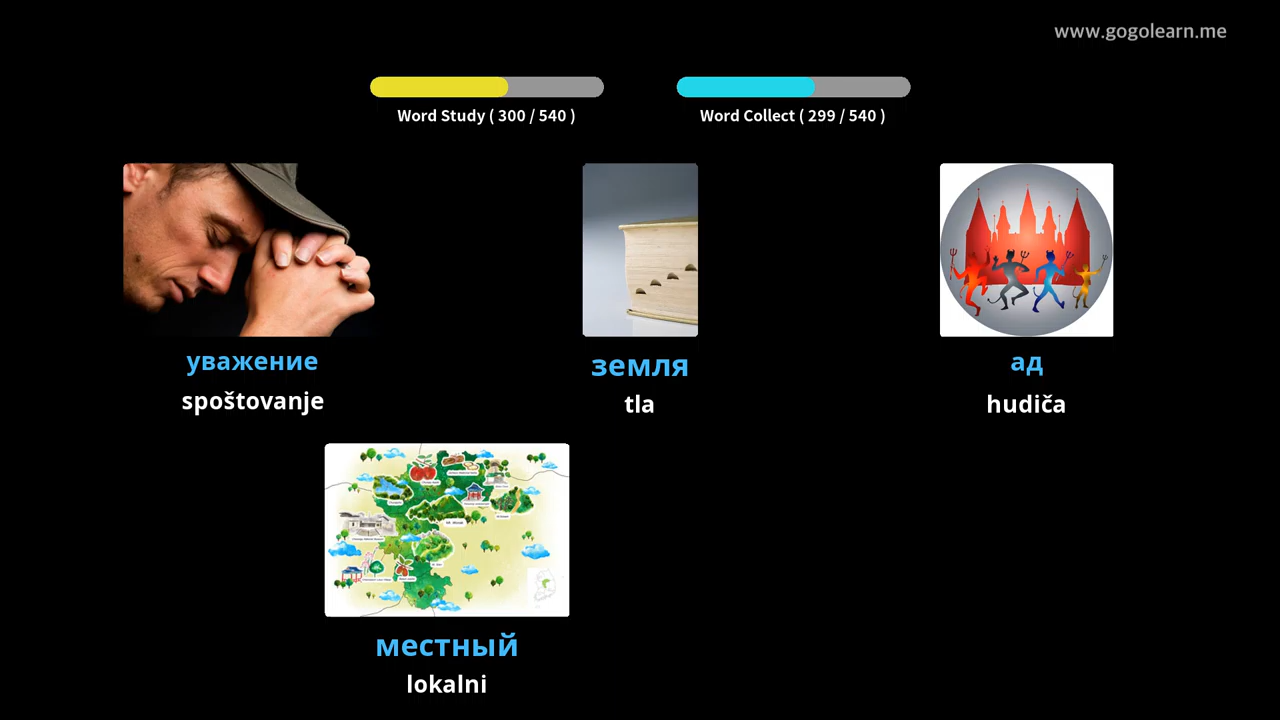 www.gogolearn.me
Word Study ( 300 / 540 )
Word Collect ( 299 / 540 )
уважение
spoštovanje
земля
tla
ад
hudiča
местный
lokalni